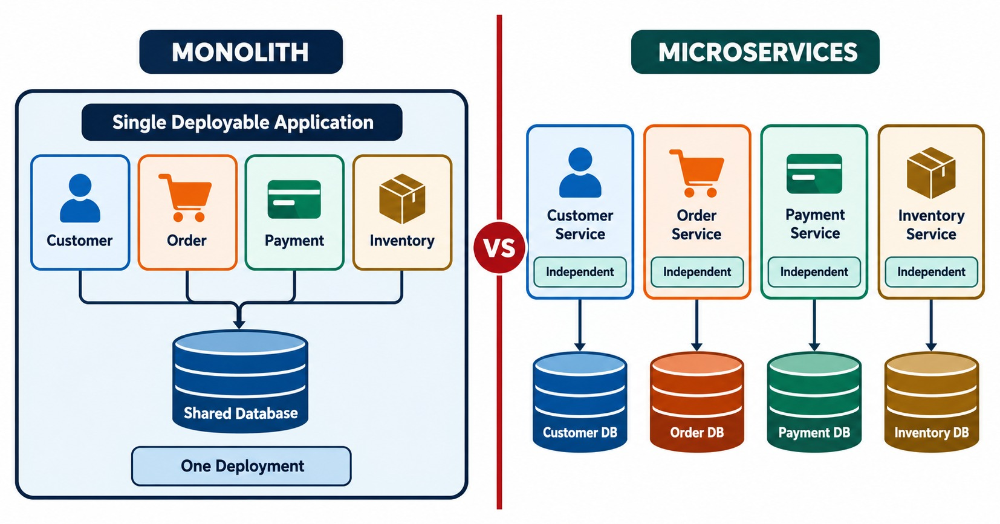 MONOLITH
Single Deployable Application
Customer
Order
Payment
Inventory
Shared Database
One Deployment
VS
MICROSERVICES
Customer
Service
Independent
Order
Service
Independent
Payment
Service
Independent
Inventory
Service
Independent
Customer DB
Order DB
Payment DB
Inventory DB